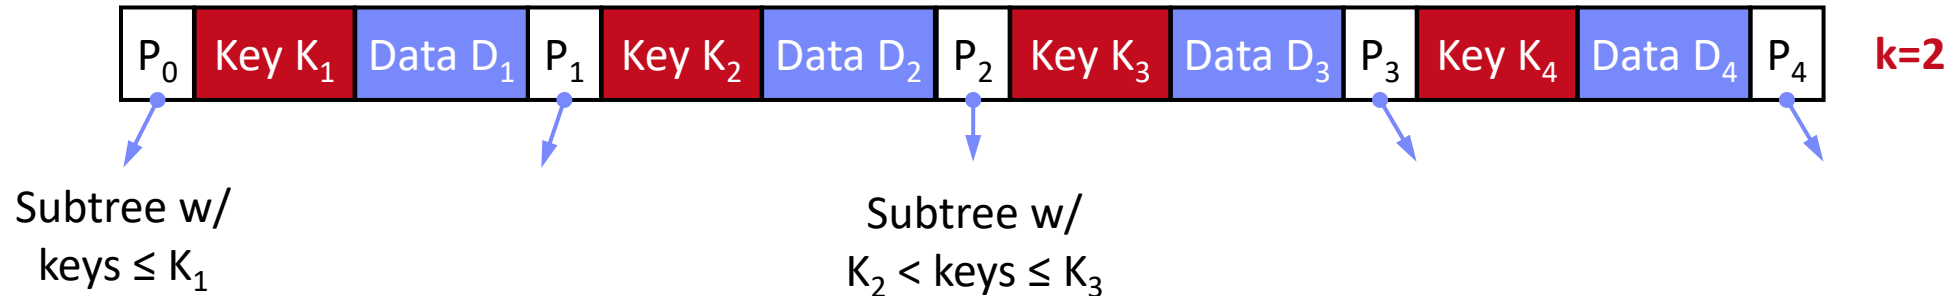 P₀ Key K₁ Data D₁ P₁ Key K₂ Data D₂ P₂ Key K₃ Data D₃ P₃ Key K₄ Data D₄ P₄ k=2
Subtree w/
keys ≤ K₁
Subtree w/
K₂ < keys ≤ K₃